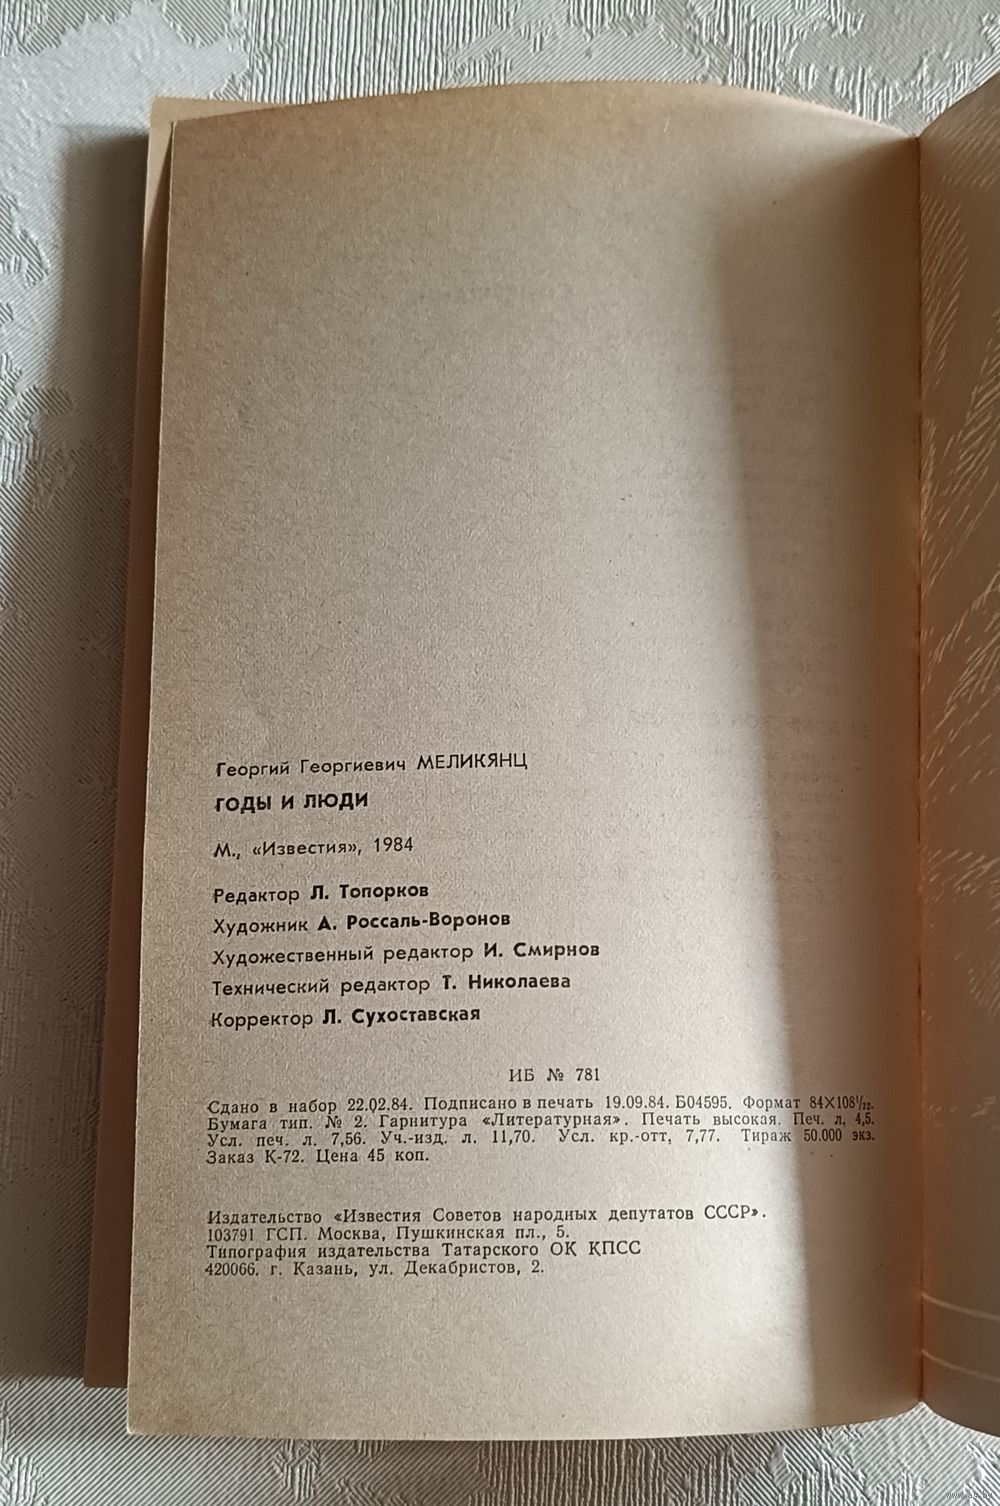 Георгий Георгиевич МЕЛИКЯНЦ
ГОДЫ И ЛЮДИ
М., «Известия», 1984
Редактор Л. Топорков
Художник А. Россаль-Воронов
Художественный редактор И. Смирнов
Технический редактор Т. Николаева
Корректор Л. Сухоставская
ИБ № 781
Сдано в набор 22.02.84. Подписано в печать 19.09.84. Б04595. Формат 84X108¹/₃₂.
Бумага тип. № 2. Гарнитура «Литературная». Печать высокая. Печ. л. 4,5.
Усл. печ. л. 7,56. Уч.-изд. л. 11,70. Усл. кр.-отт, 7,77. Тираж 50.000 экз.
Заказ К-72. Цена 45 коп.
Издательство «Известия Советов народных депутатов СССР».
103791 ГСП. Москва, Пушкинская пл., 5.
Типография издательства Татарского ОК КПСС
420066. г. Казань, ул. Декабристов, 2.